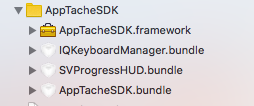 AppTacheSDK
AppTacheSDK.framework
IQKeyboardManager.bundle
SVProgressHUD.bundle
AppTacheSDK.bundle